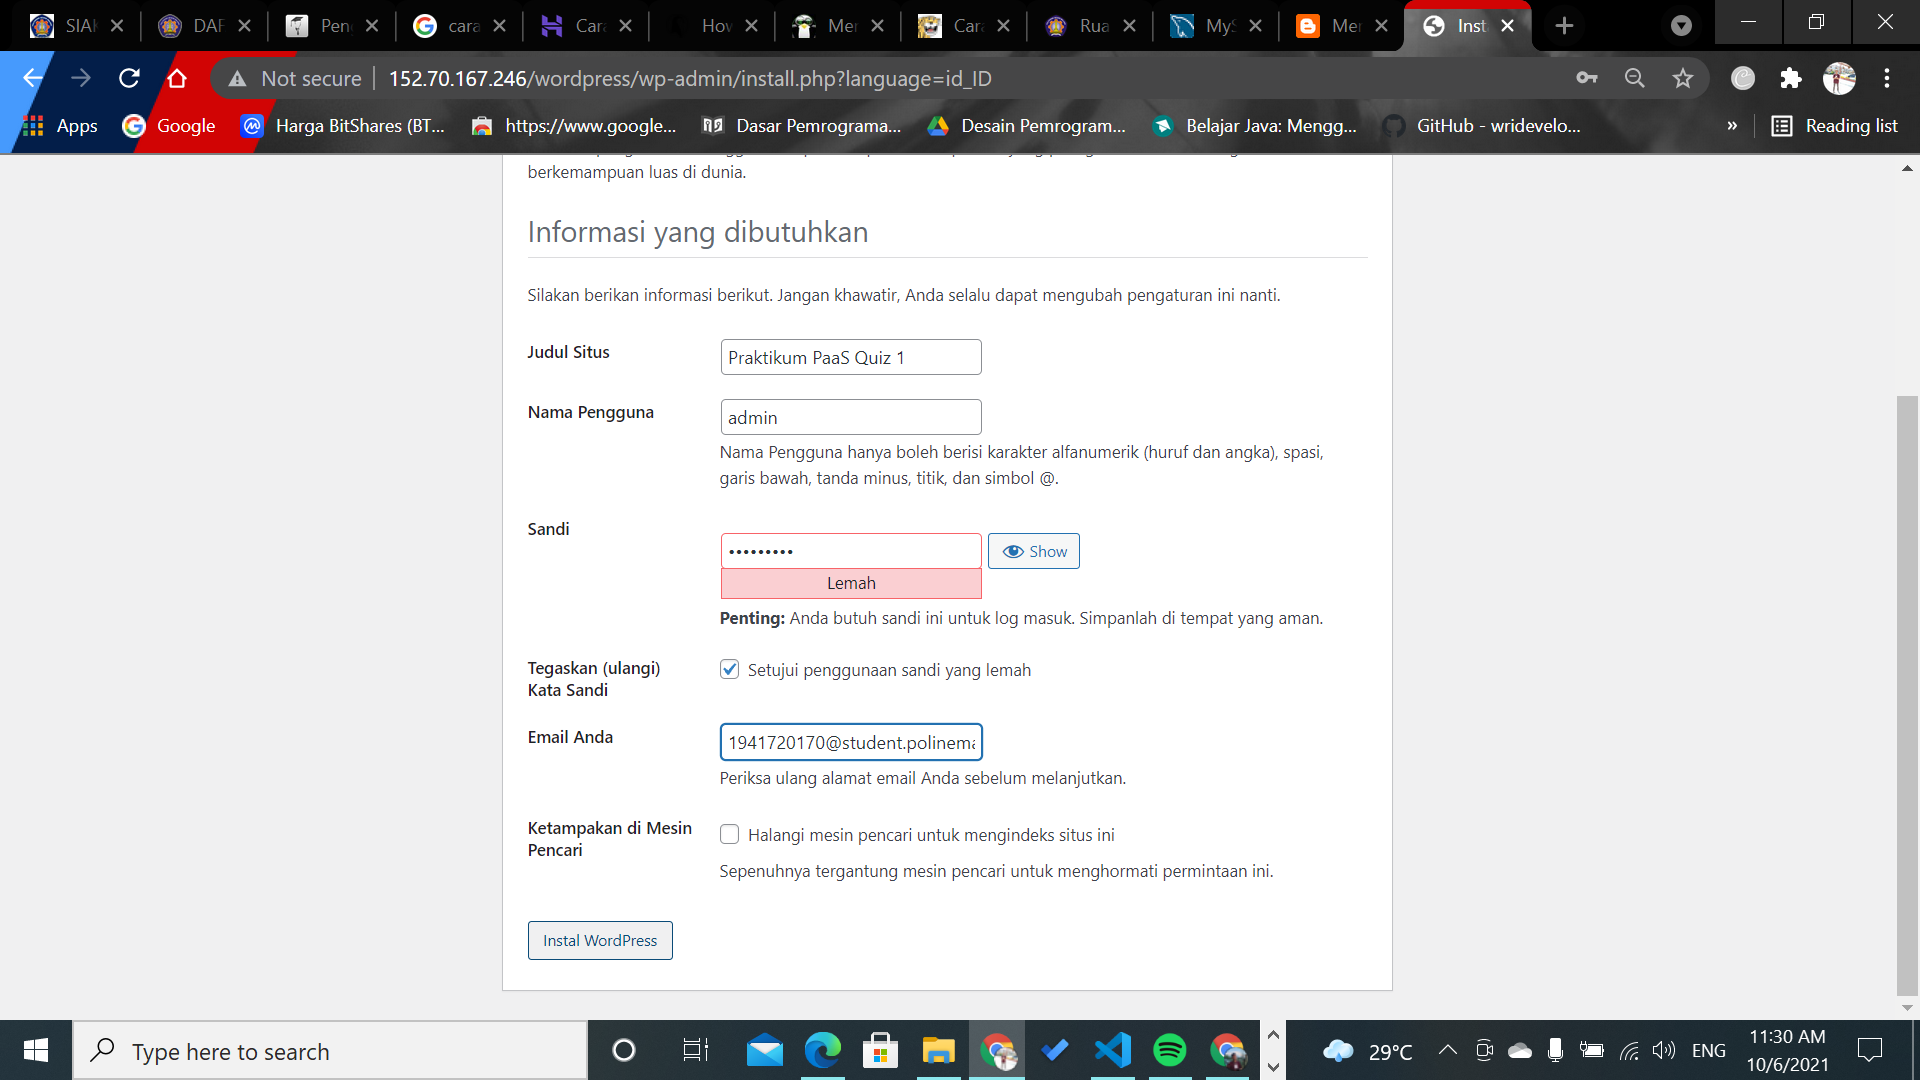 SIAK
DAF
Pen
cara
Cara
How
Mer
Cara
Rua
MyS
Mer
Inst
Not secure
152.70.167.246/wordpress/wp-admin/install.php?language=id_ID
Apps
Google
Harga BitShares (BT...
https://www.google...
Dasar Pemrograma...
Desain Pemrogram...
Belajar Java: Mengg...
GitHub - wridevelo...
»
Reading list
berkemampuan luas di dunia.
Informasi yang dibutuhkan
Silakan berikan informasi berikut. Jangan khawatir, Anda selalu dapat mengubah pengaturan ini nanti.
Judul Situs
Praktikum PaaS Quiz 1
Nama Pengguna
admin
Nama Pengguna hanya boleh berisi karakter alfanumerik (huruf dan angka), spasi,
garis bawah, tanda minus, titik, dan simbol @.
Sandi
•••••••••
Show
Lemah
Penting: Anda butuh sandi ini untuk log masuk. Simpanlah di tempat yang aman.
Tegaskan (ulangi)
Kata Sandi
Setujui penggunaan sandi yang lemah
Email Anda
1941720170@student.polinema
Periksa ulang alamat email Anda sebelum melanjutkan.
Ketampakan di Mesin
Pencari
Halangi mesin pencari untuk mengindeks situs ini
Sepenuhnya tergantung mesin pencari untuk menghormati permintaan ini.
Instal WordPress
Type here to search
29°C
ENG
11:30 AM
10/6/2021